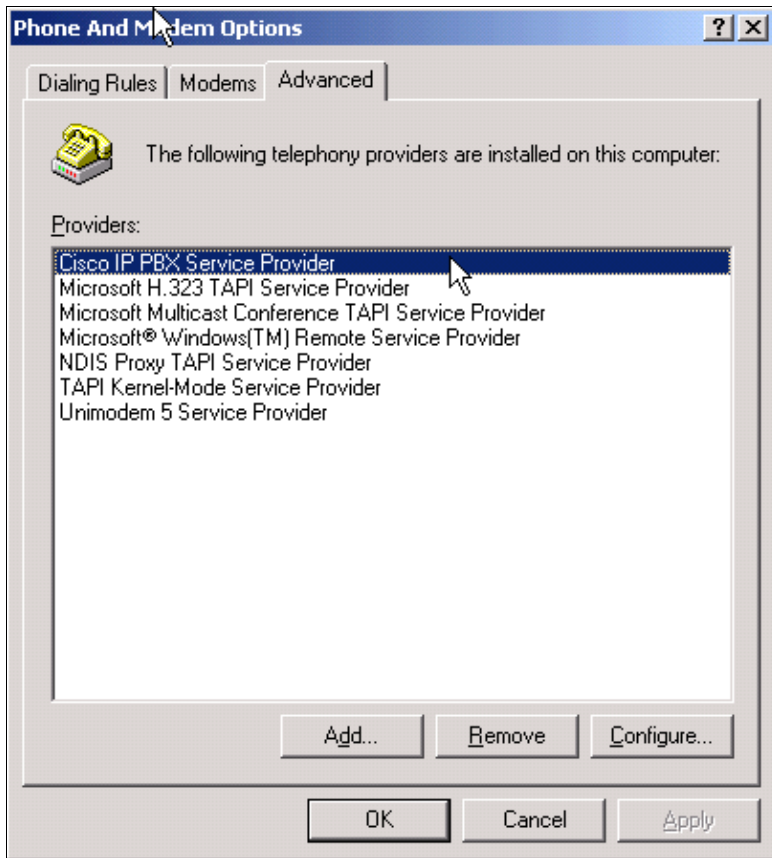 Phone And Modem Options
Dialing Rules Modems Advanced
The following telephony providers are installed on this computer:
Providers:
Cisco IP PBX Service Provider
Microsoft H.323 TAPI Service Provider
Microsoft Multicast Conference TAPI Service Provider
Microsoft® Windows(TM) Remote Service Provider
NDIS Proxy TAPI Service Provider
TAPI Kernel-Mode Service Provider
Unimodem 5 Service Provider
Add... Remove Configure...
OK Cancel Apply